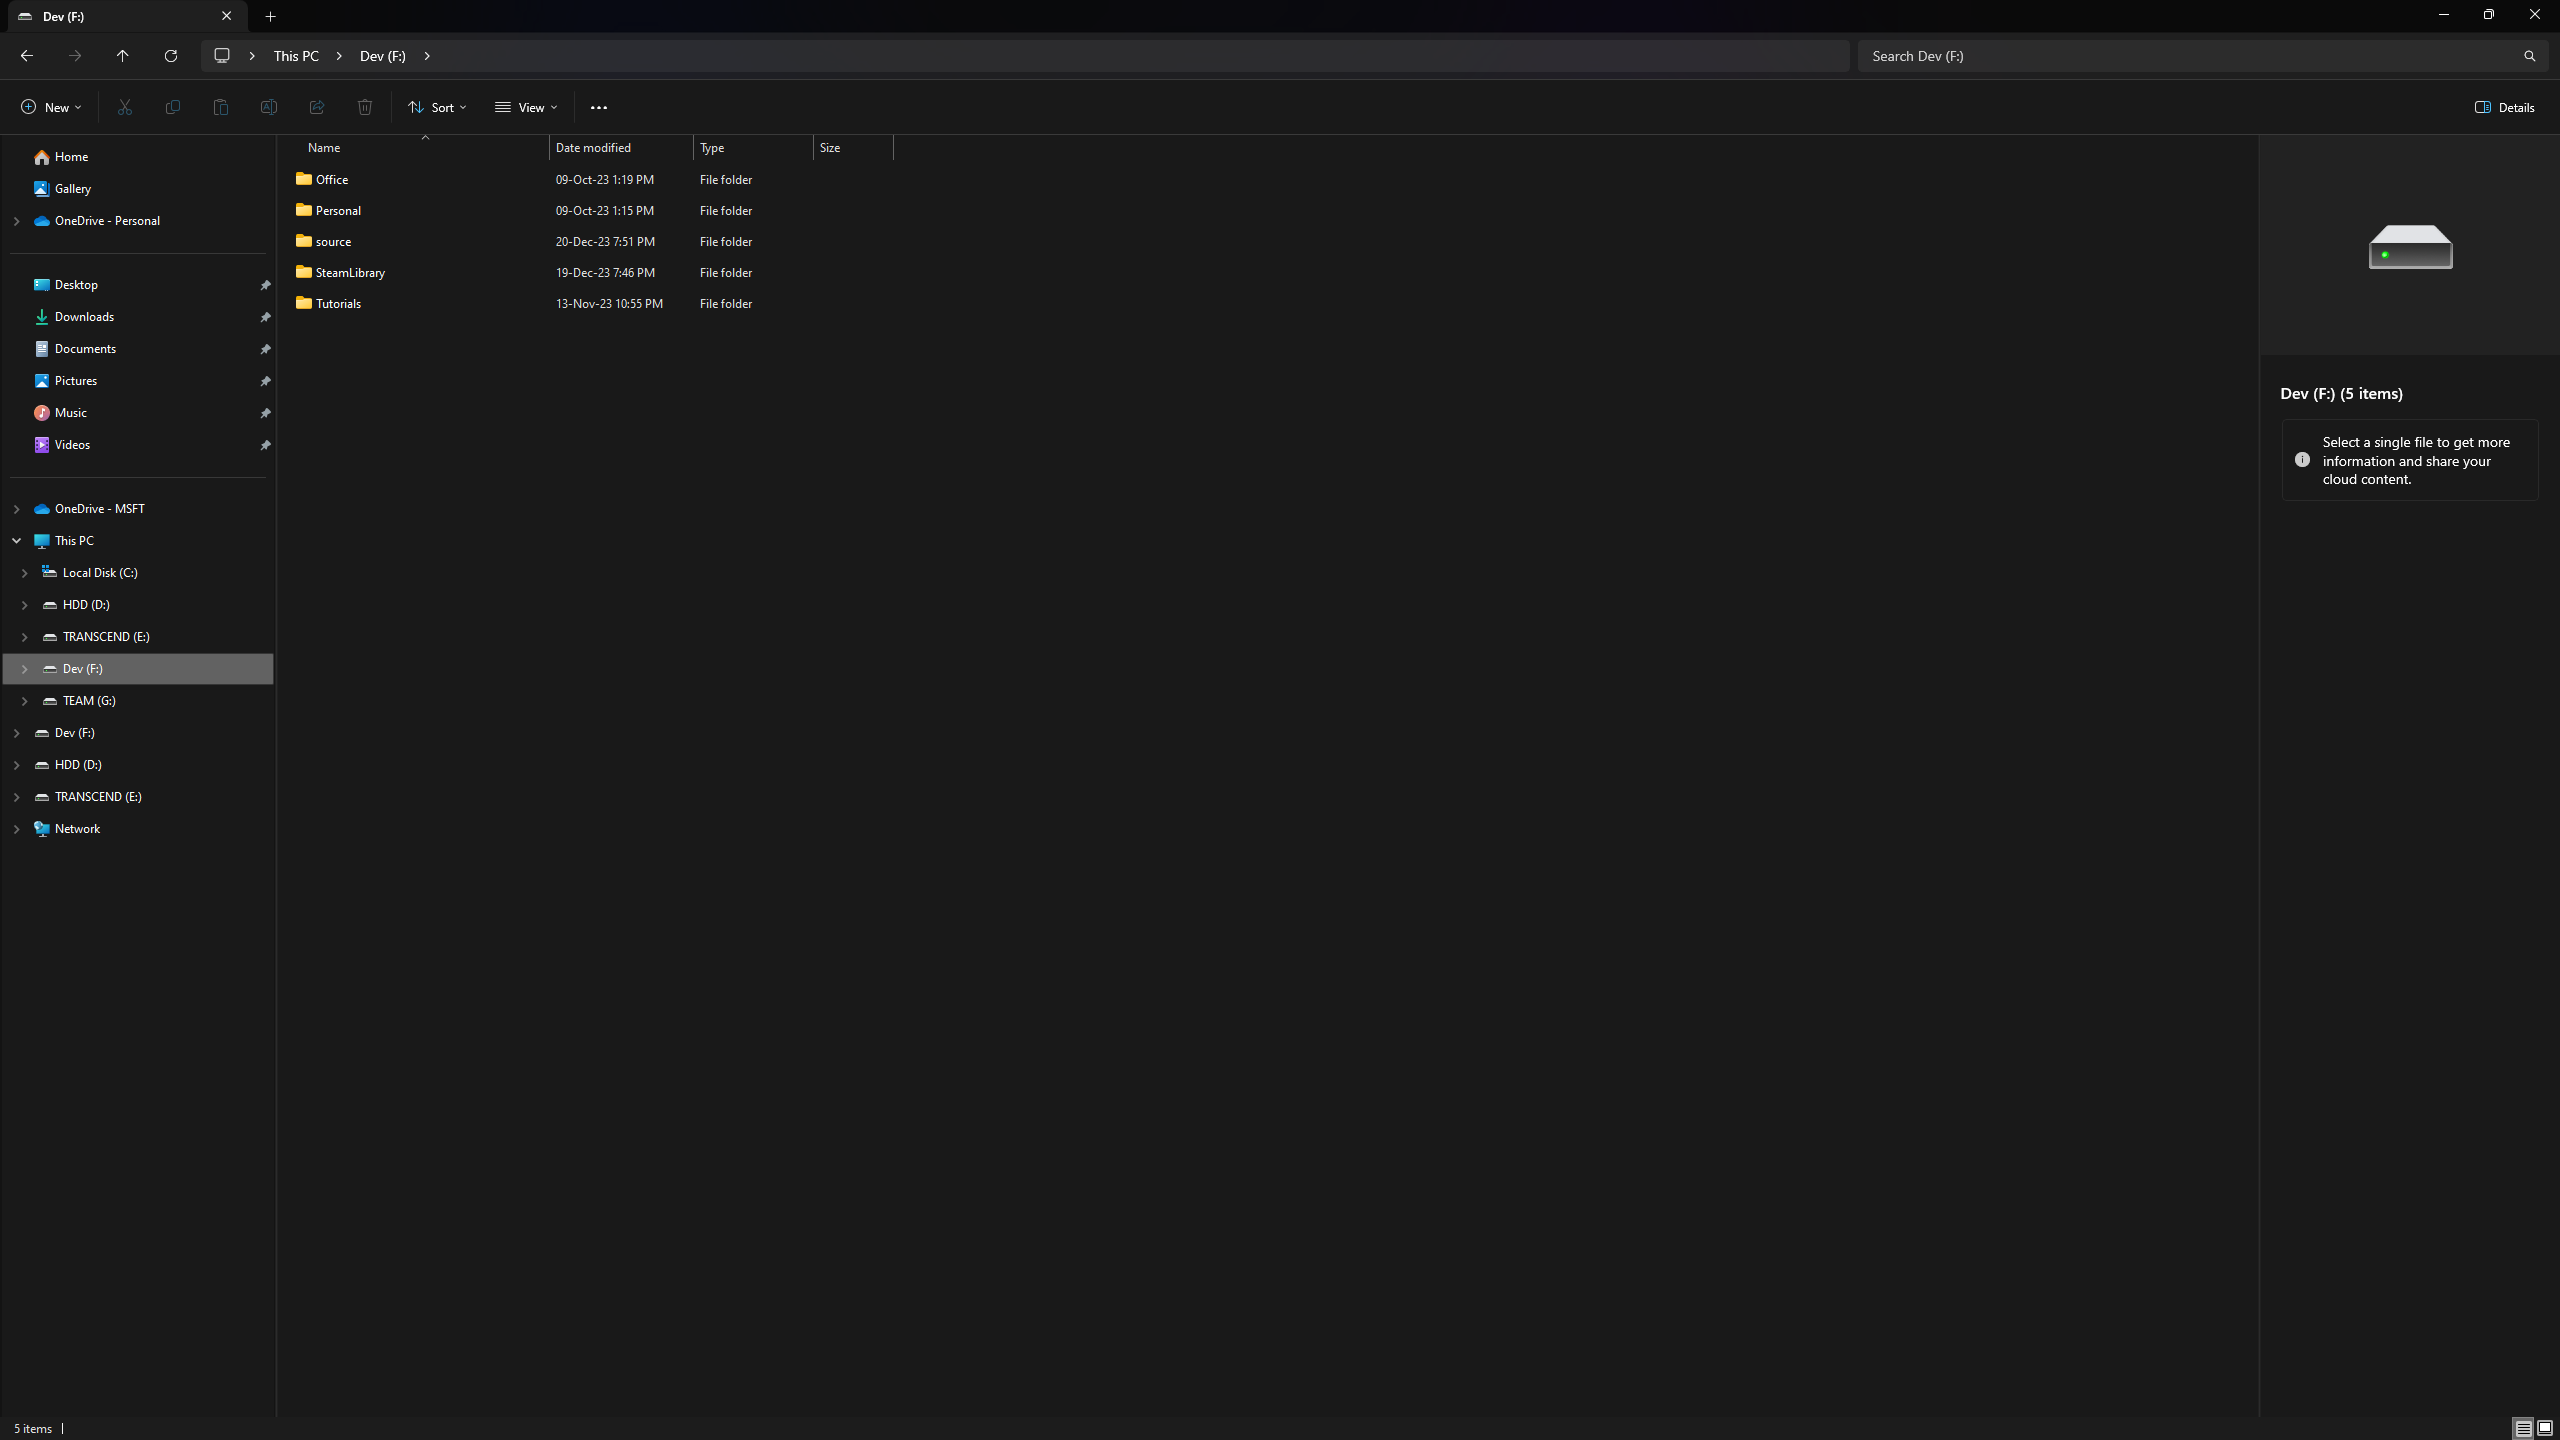 Dev (F:)
This PC > Dev (F:) >
Search Dev (F:)
New
Sort
View
Details
Home
Gallery
OneDrive - Personal
Desktop
Downloads
Documents
Pictures
Music
Videos
OneDrive - MSFT
This PC
Local Disk (C:)
HDD (D:)
TRANSCEND (E:)
Dev (F:)
TEAM (G:)
Dev (F:)
HDD (D:)
TRANSCEND (E:)
Network
Name Date modified Type Size
Office 09-Oct-23 1:19 PM File folder
Personal 09-Oct-23 1:15 PM File folder
source 20-Dec-23 7:51 PM File folder
SteamLibrary 19-Dec-23 7:46 PM File folder
Tutorials 13-Nov-23 10:55 PM File folder
Dev (F:) (5 items)
Select a single file to get more
information and share your
cloud content.
5 items